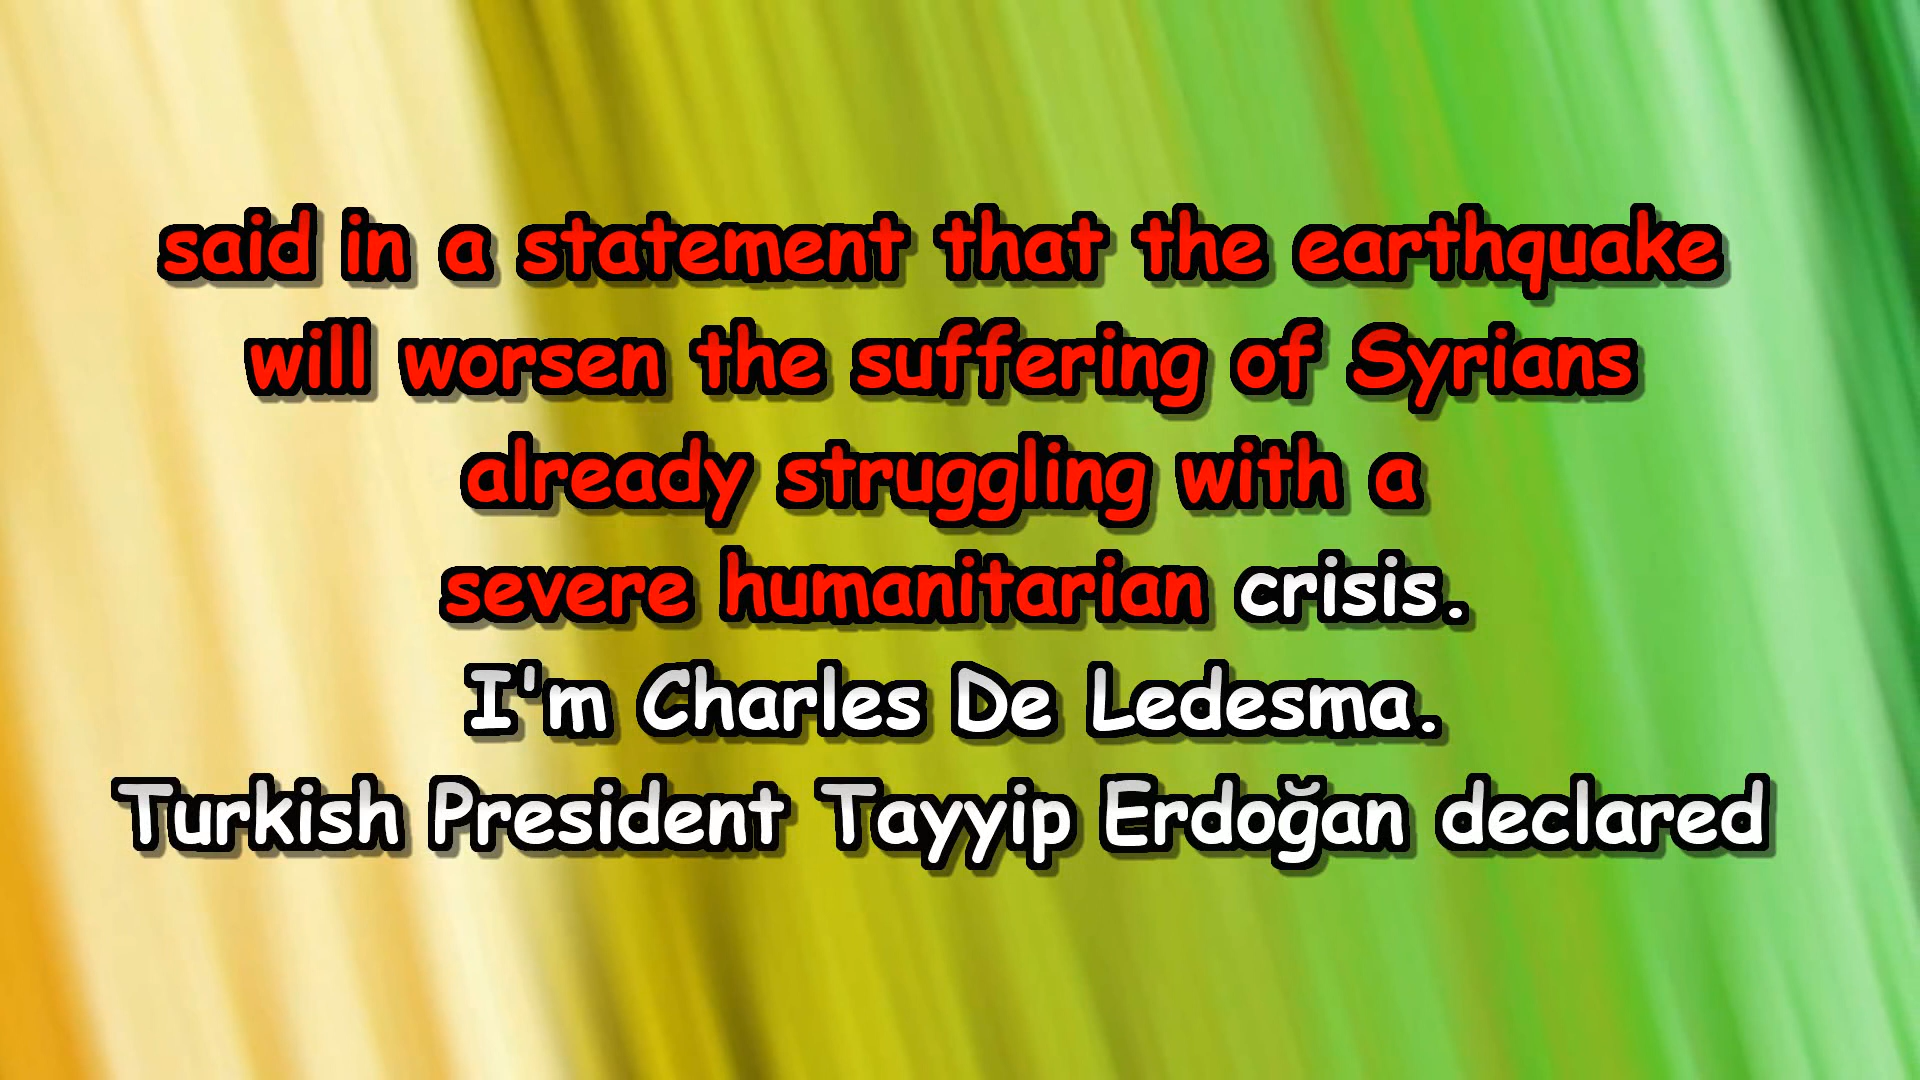 said in a statement that the earthquake
will worsen the suffering of Syrians
already struggling with a
severe humanitarian crisis.
I'm Charles De Ledesma.
Turkish President Tayyip Erdoğan declared